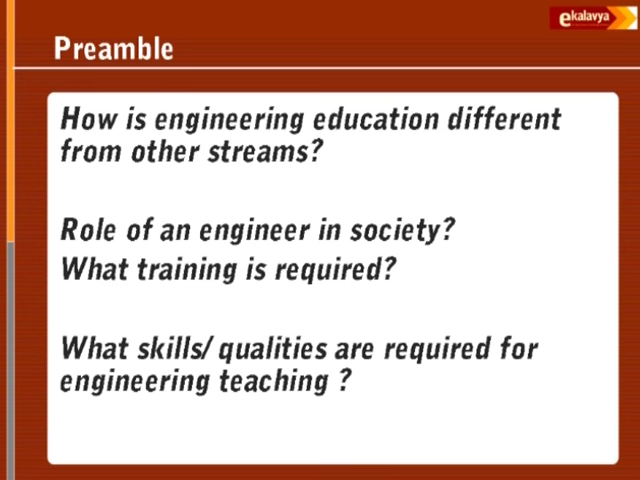 ekalavya
Preamble
How is engineering education different
from other streams?
Role of an engineer in society?
What training is required?
What skills/ qualities are required for
engineering teaching ?